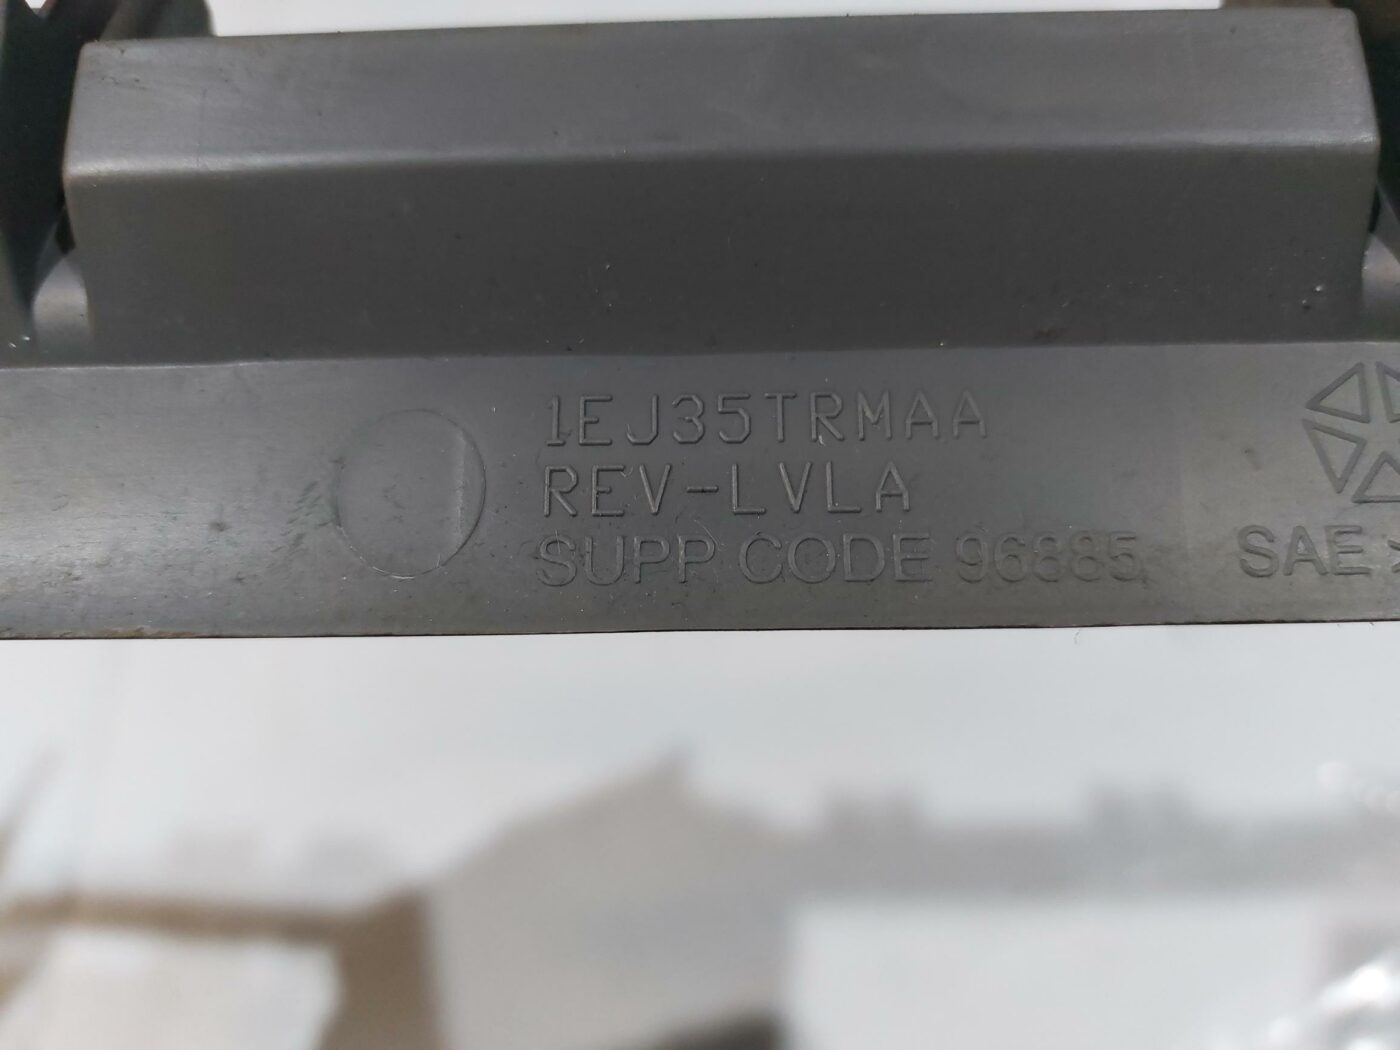 1EJ35TRMAA
REV-LVLA
SUPP CODE 96885
SAE >